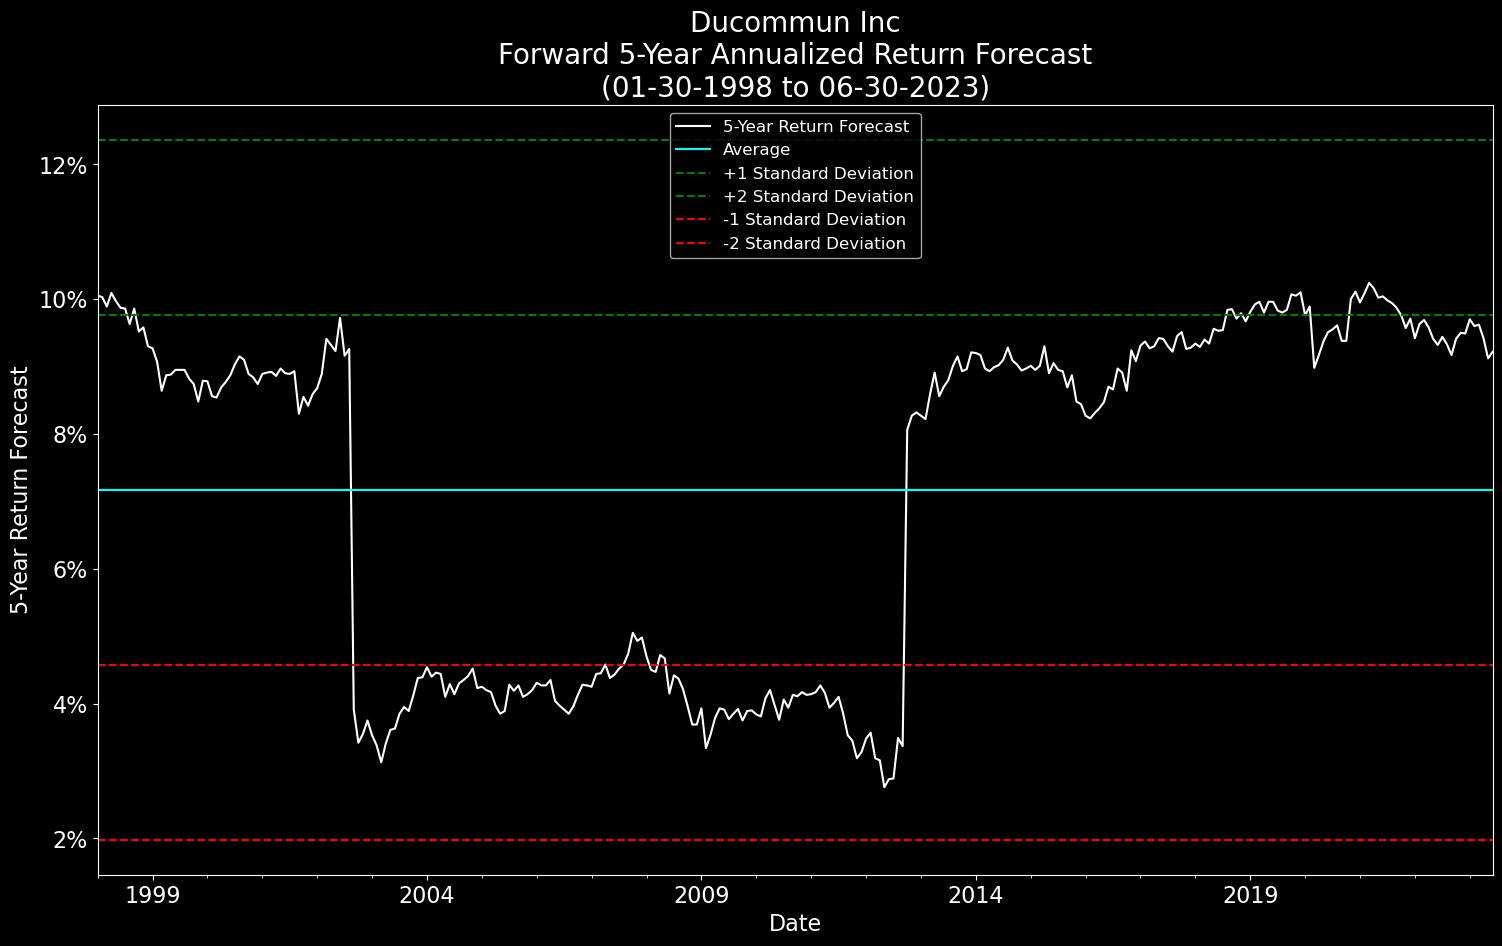 Ducommun Inc
Forward 5-Year Annualized Return Forecast
(01-30-1998 to 06-30-2023)
5-Year Return Forecast
Average
+1 Standard Deviation
+2 Standard Deviation
-1 Standard Deviation
-2 Standard Deviation
12%
10%
8%
6%
4%
2%
5-Year Return Forecast
1999 2004 2009 2014 2019
Date